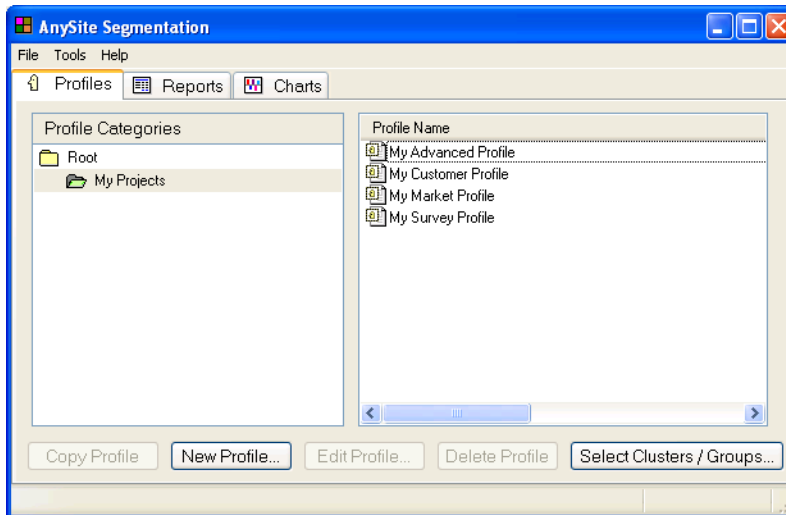 AnySite Segmentation
File Tools Help
Profiles Reports Charts
Profile Categories
Root
My Projects
Profile Name
My Advanced Profile
My Customer Profile
My Market Profile
My Survey Profile
Copy Profile New Profile... Edit Profile... Delete Profile Select Clusters / Groups...